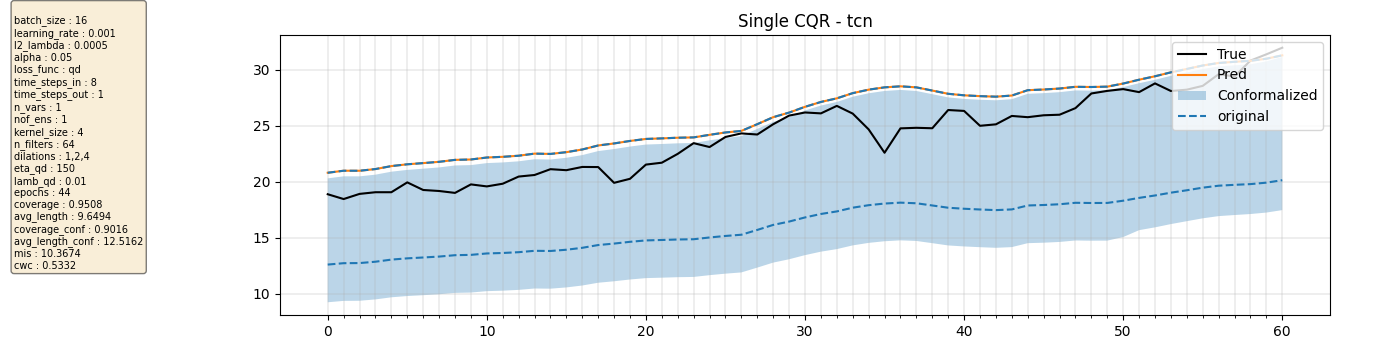 batch_size : 16
learning_rate : 0.001
l2_lambda : 0.0005
alpha : 0.05
loss_func : qd
time_steps_in : 8
time_steps_out : 1
n_vars : 1
nof_ens : 1
kernel_size : 4
n_filters : 64
dilations : 1,2,4
eta_qd : 150
lamb_qd : 0.01
epochs : 44
coverage : 0.9508
avg_length : 9.6494
coverage_conf : 0.9016
avg_length_conf : 12.5162
mis : 10.3674
cwc : 0.5332
Single CQR - tcn
True
Pred
Conformalized
original
30
25
20
15
10
0 10 20 30 40 50 60